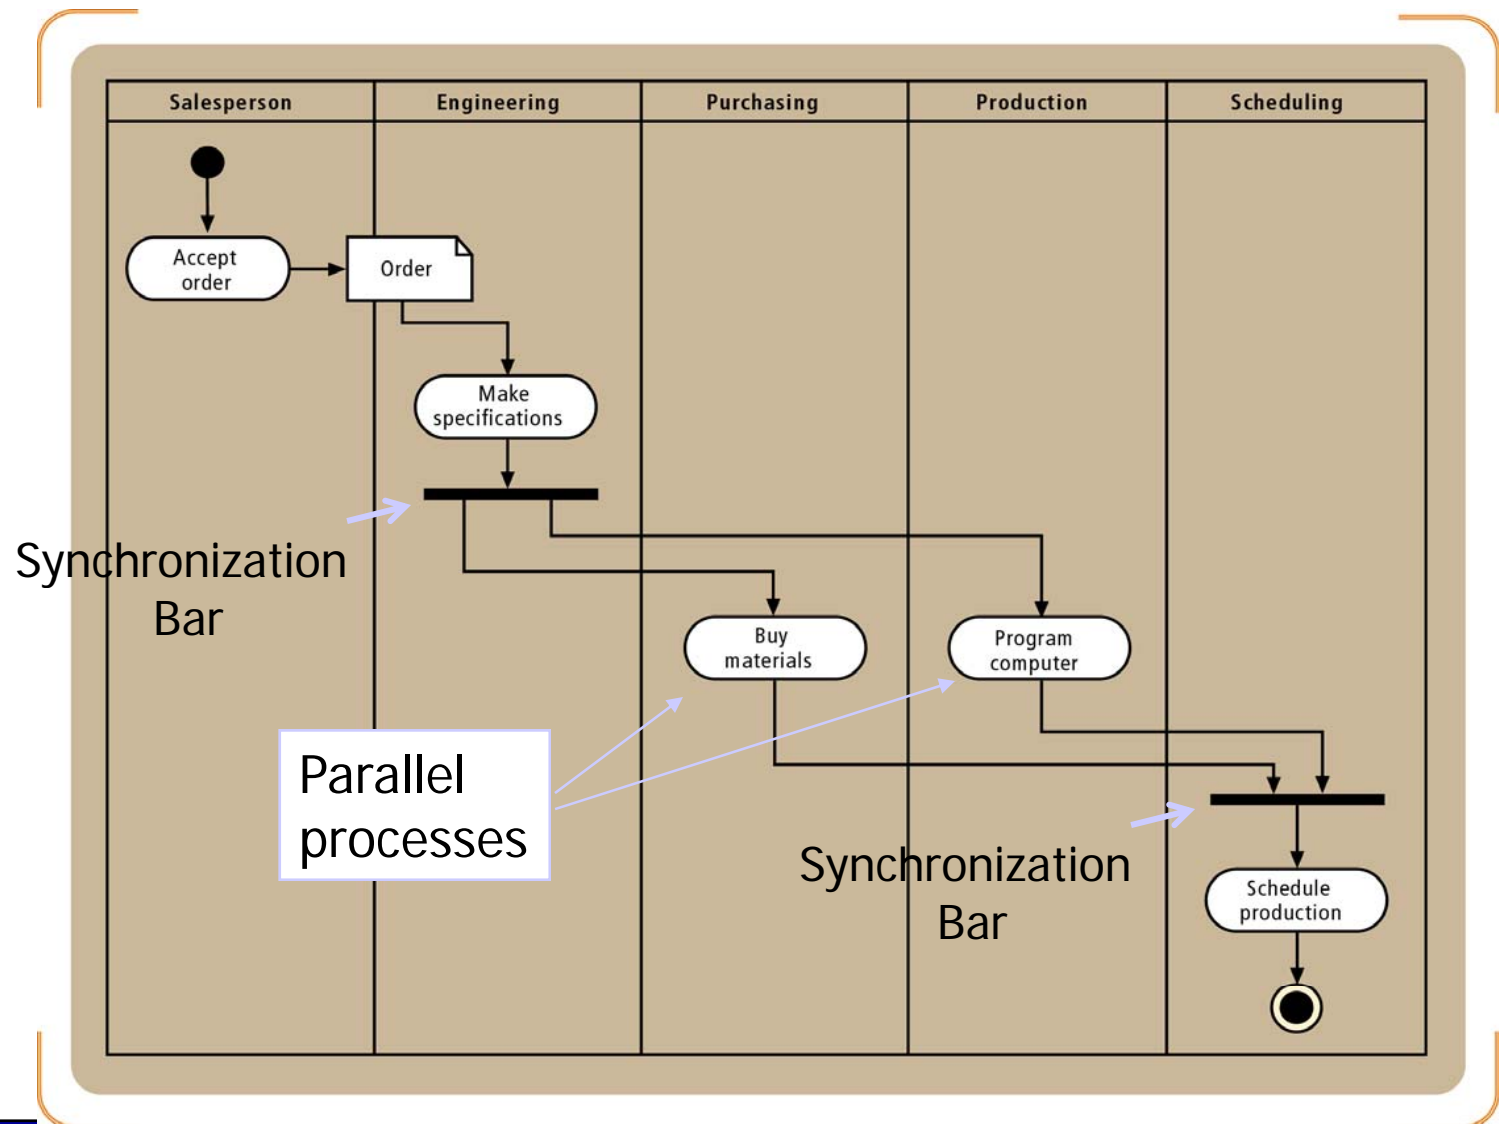 Salesperson
Engineering
Purchasing
Production
Scheduling
Accept
order
Order
Make
specifications
Synchronization
Bar
Buy
materials
Program
computer
Parallel
processes
Synchronization
Bar
Schedule
production